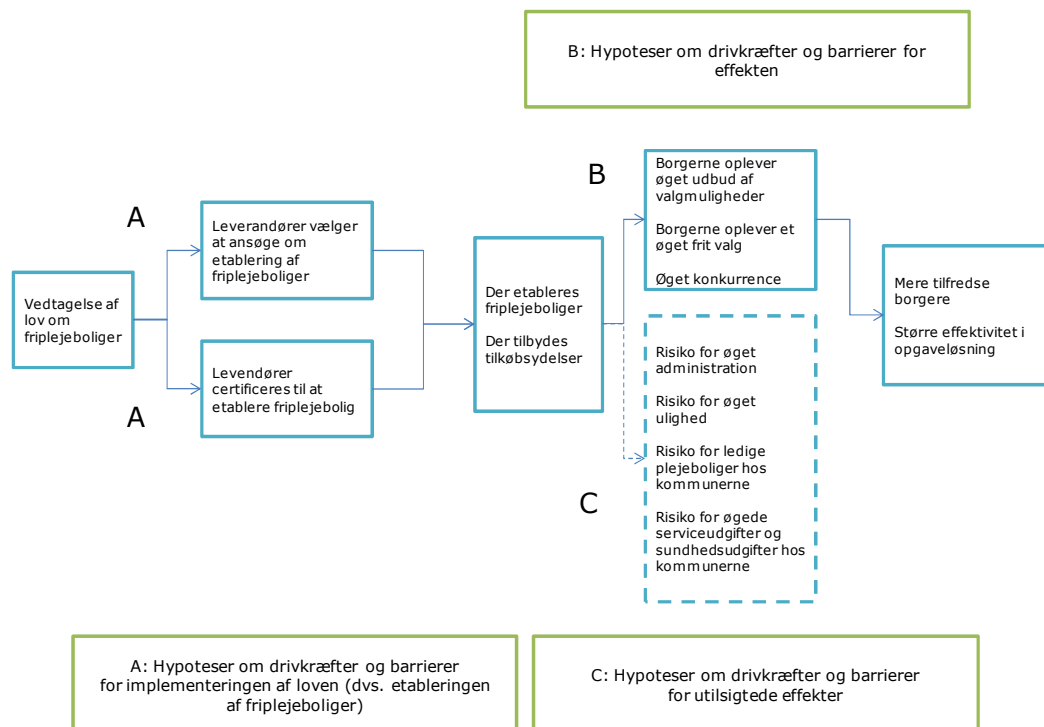 B: Hypoteser om drivkræfter og barrierer for
effekten
A
Vedtagelse af
lov om
friplejeboliger
Leverandører vælger
at ansøge om
etablering af
friplejeboliger
A
Levendører
certificeres til at
etablere friplejebolig
Der etableres
friplejeboliger
Der tilbydes
tilkøbsydelser
B
Borgerne oplever
øget udbud af
valgmuligheder
Borgerne oplever et
øget frit valg
Øget konkurrence
C
Risiko for øget
administration
Risiko for øget
ulighed
Risiko for ledige
plejeboliger hos
kommunerne
Risiko for øgede
serviceudgifter og
sundhedsudgifter hos
kommunerne
Mere tilfredse
borgere
Større effektivitet i
opgaveløsning
A: Hypoteser om drivkræfter og barrierer
for implementeringen af loven (dvs. etableringen
af friplejeboliger)
C: Hypoteser om drivkræfter og barrierer
for utilsigtede effekter